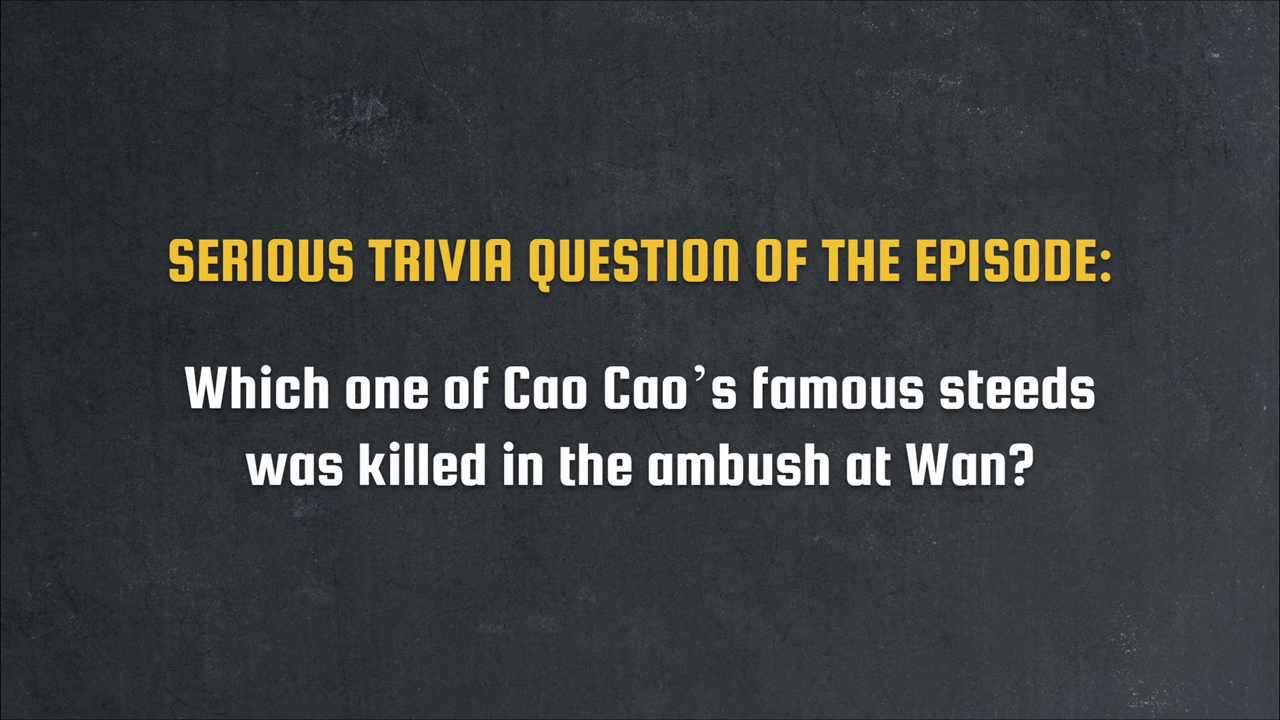 SERIOUS TRIVIA QUESTION OF THE EPISODE:
Which one of Cao Cao’s famous steeds
was killed in the ambush at Wan?